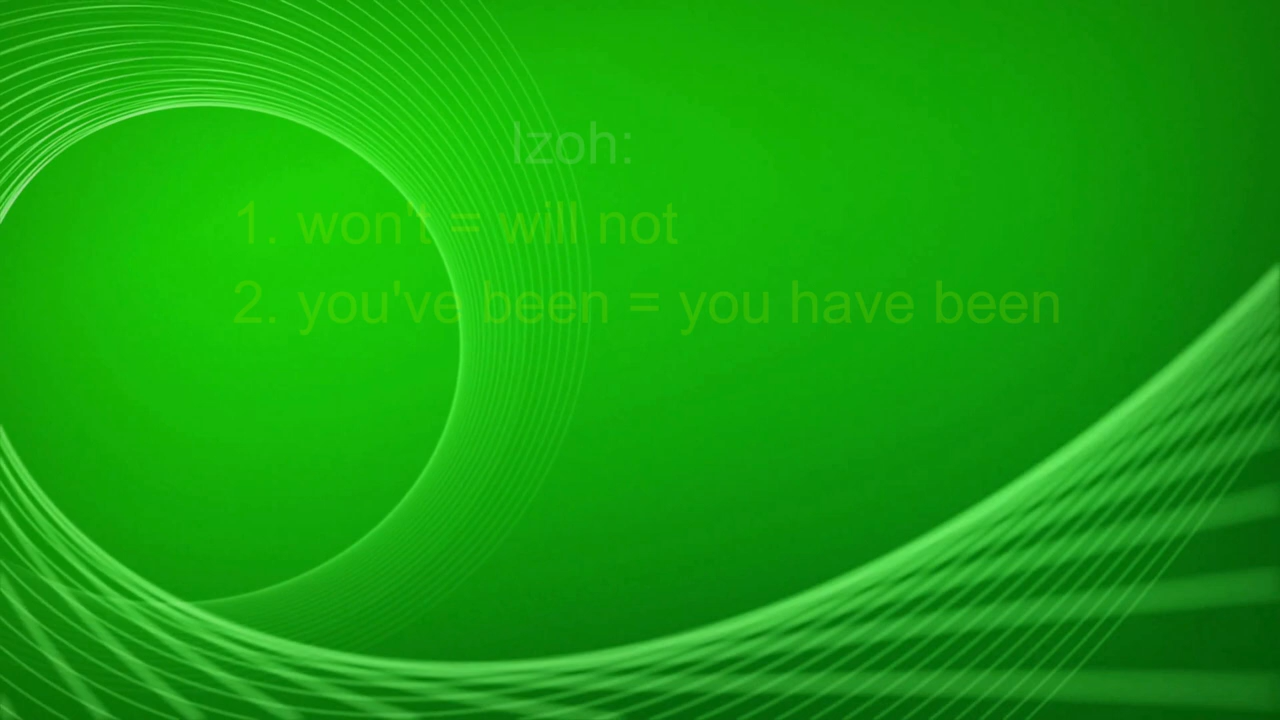 Izoh:
1. won't = will not
2. you've been = you have been